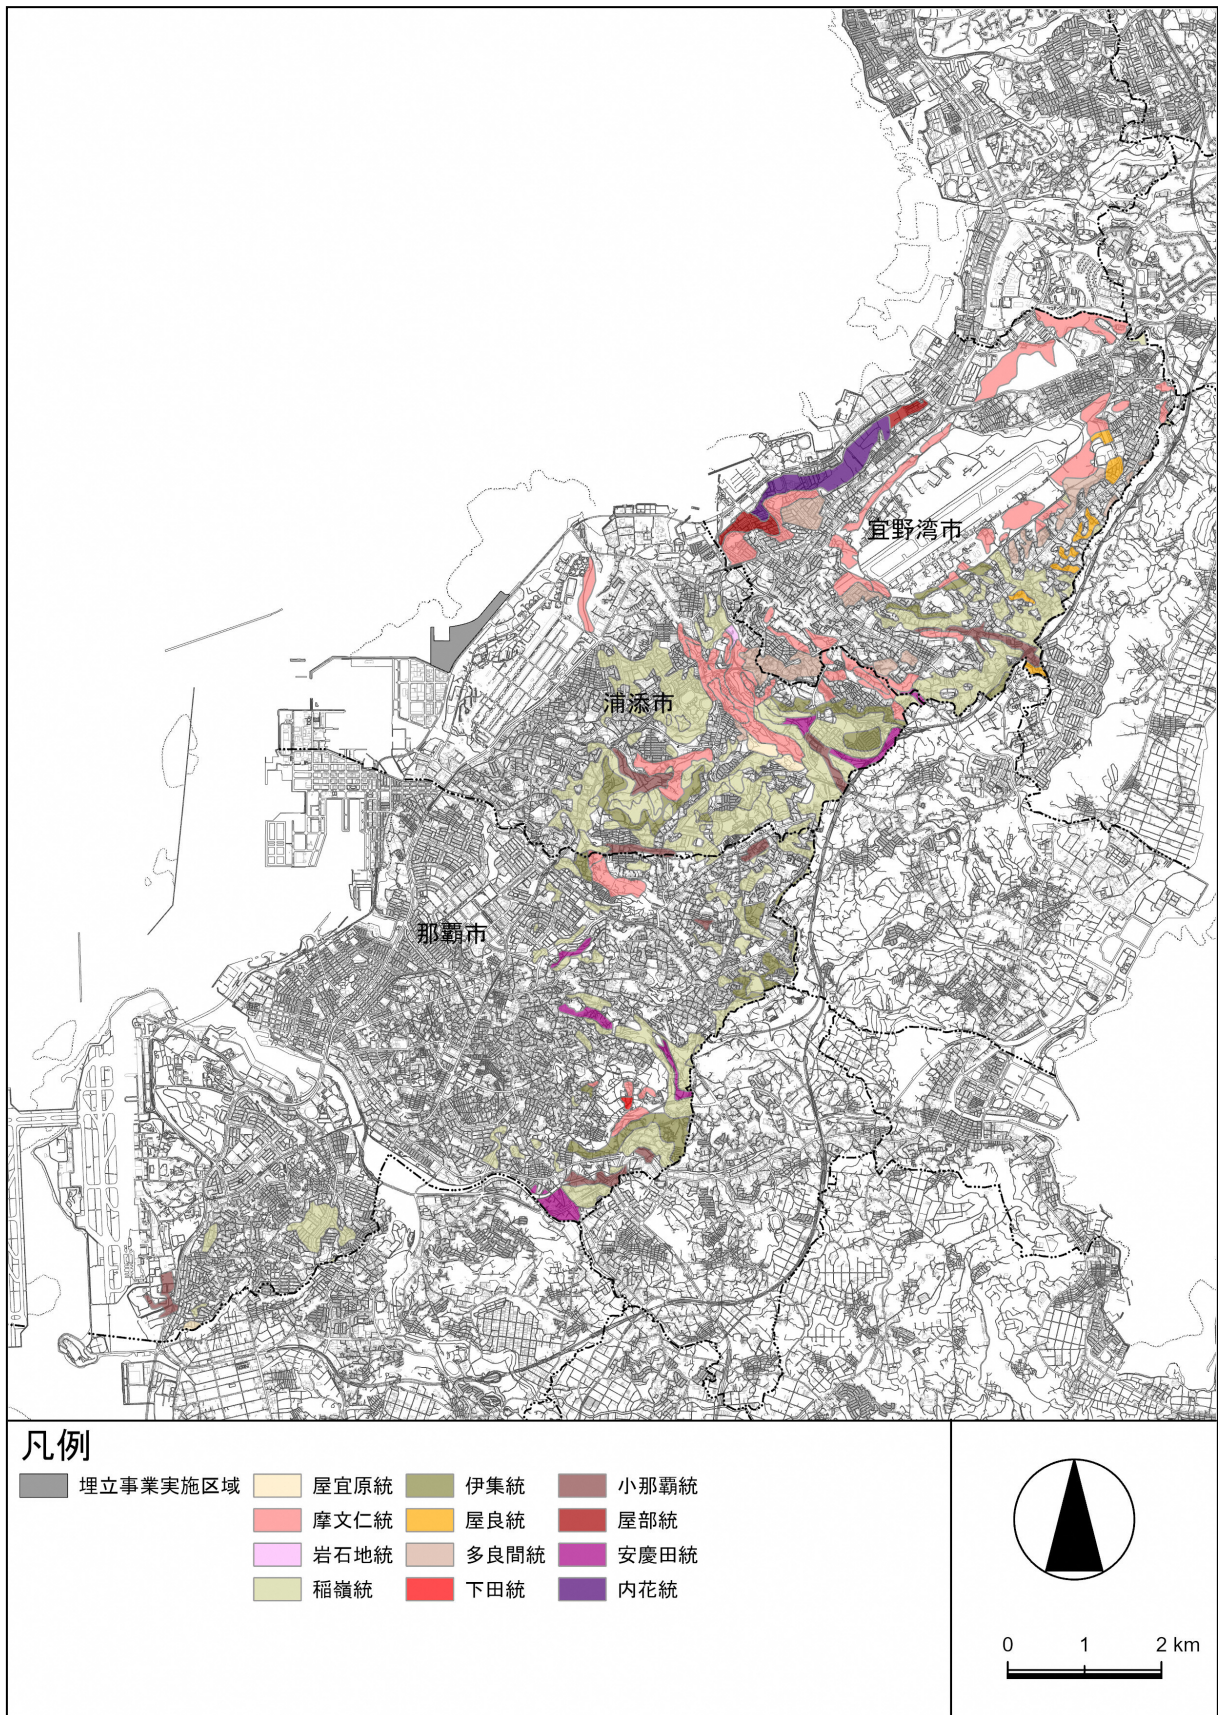 宜野湾市
浦添市
那覇市
凡例
埋立事業実施区域
屋宜原統
伊集統
小那覇統
摩文仁統
屋良統
屋部統
岩石地統
多良間統
安慶田統
稲嶺統
下田統
内花統
0 1 2 km